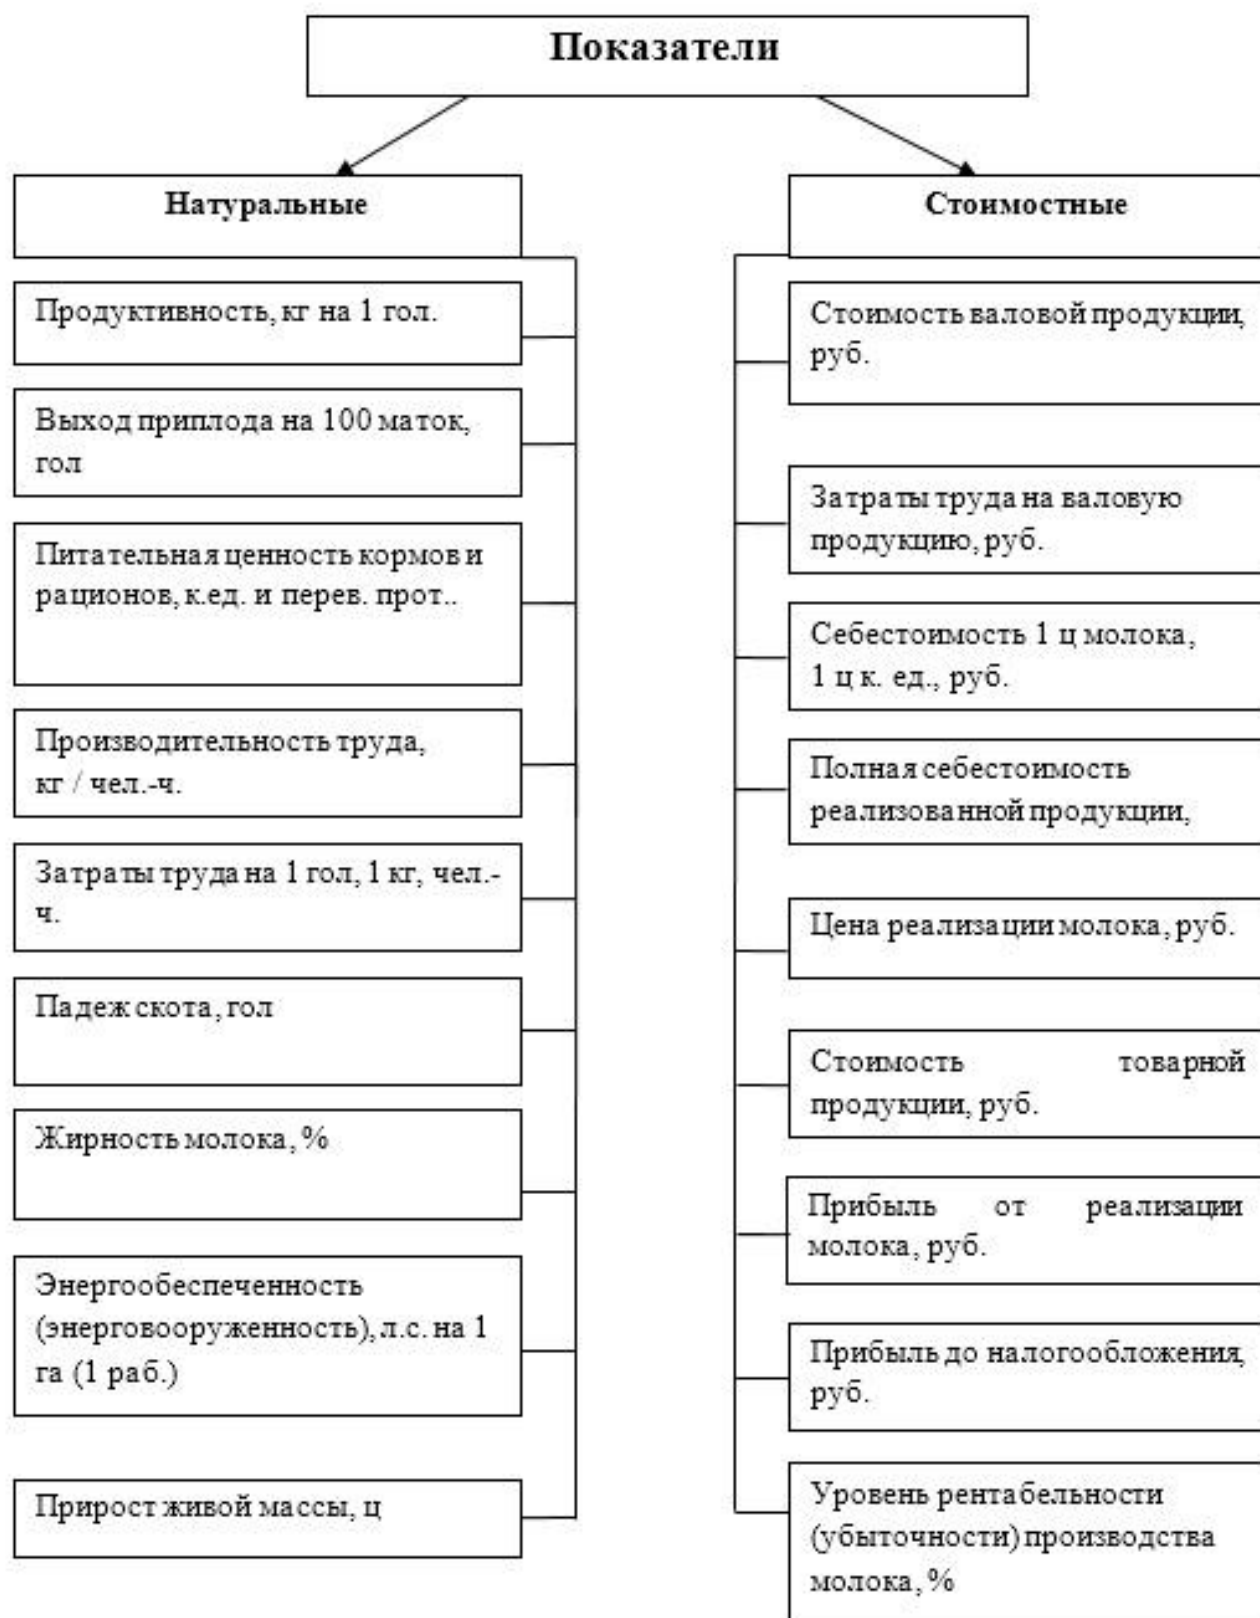 Показатели
Натуральные
Продуктивность, кг на 1 гол.
Выход приплода на 100 маток,
гол
Питательная ценность кормов и
рационов, к.ед. и перев. прот..
Производительность труда,
кг / чел.-ч.
Затраты труда на 1 гол, 1 кг, чел.-
ч.
Падеж скота, гол
Жирность молока, %
Энергообеспеченность
(энерговооруженность), л.с. на 1
га (1 раб.)
Прирост живой массы, ц
Стоимостные
Стоимость валовой продукции,
руб.
Затраты труда на валовую
продукцию, руб.
Себестоимость 1 ц молока,
1 ц к. ед., руб.
Полная себестоимость
реализованной продукции,
Цена реализации молока, руб.
Стоимость товарной
продукции, руб.
Прибыль от реализации
молока, руб.
Прибыль до налогообложения,
руб.
Уровень рентабельности
(убыточности) производства
молока, %